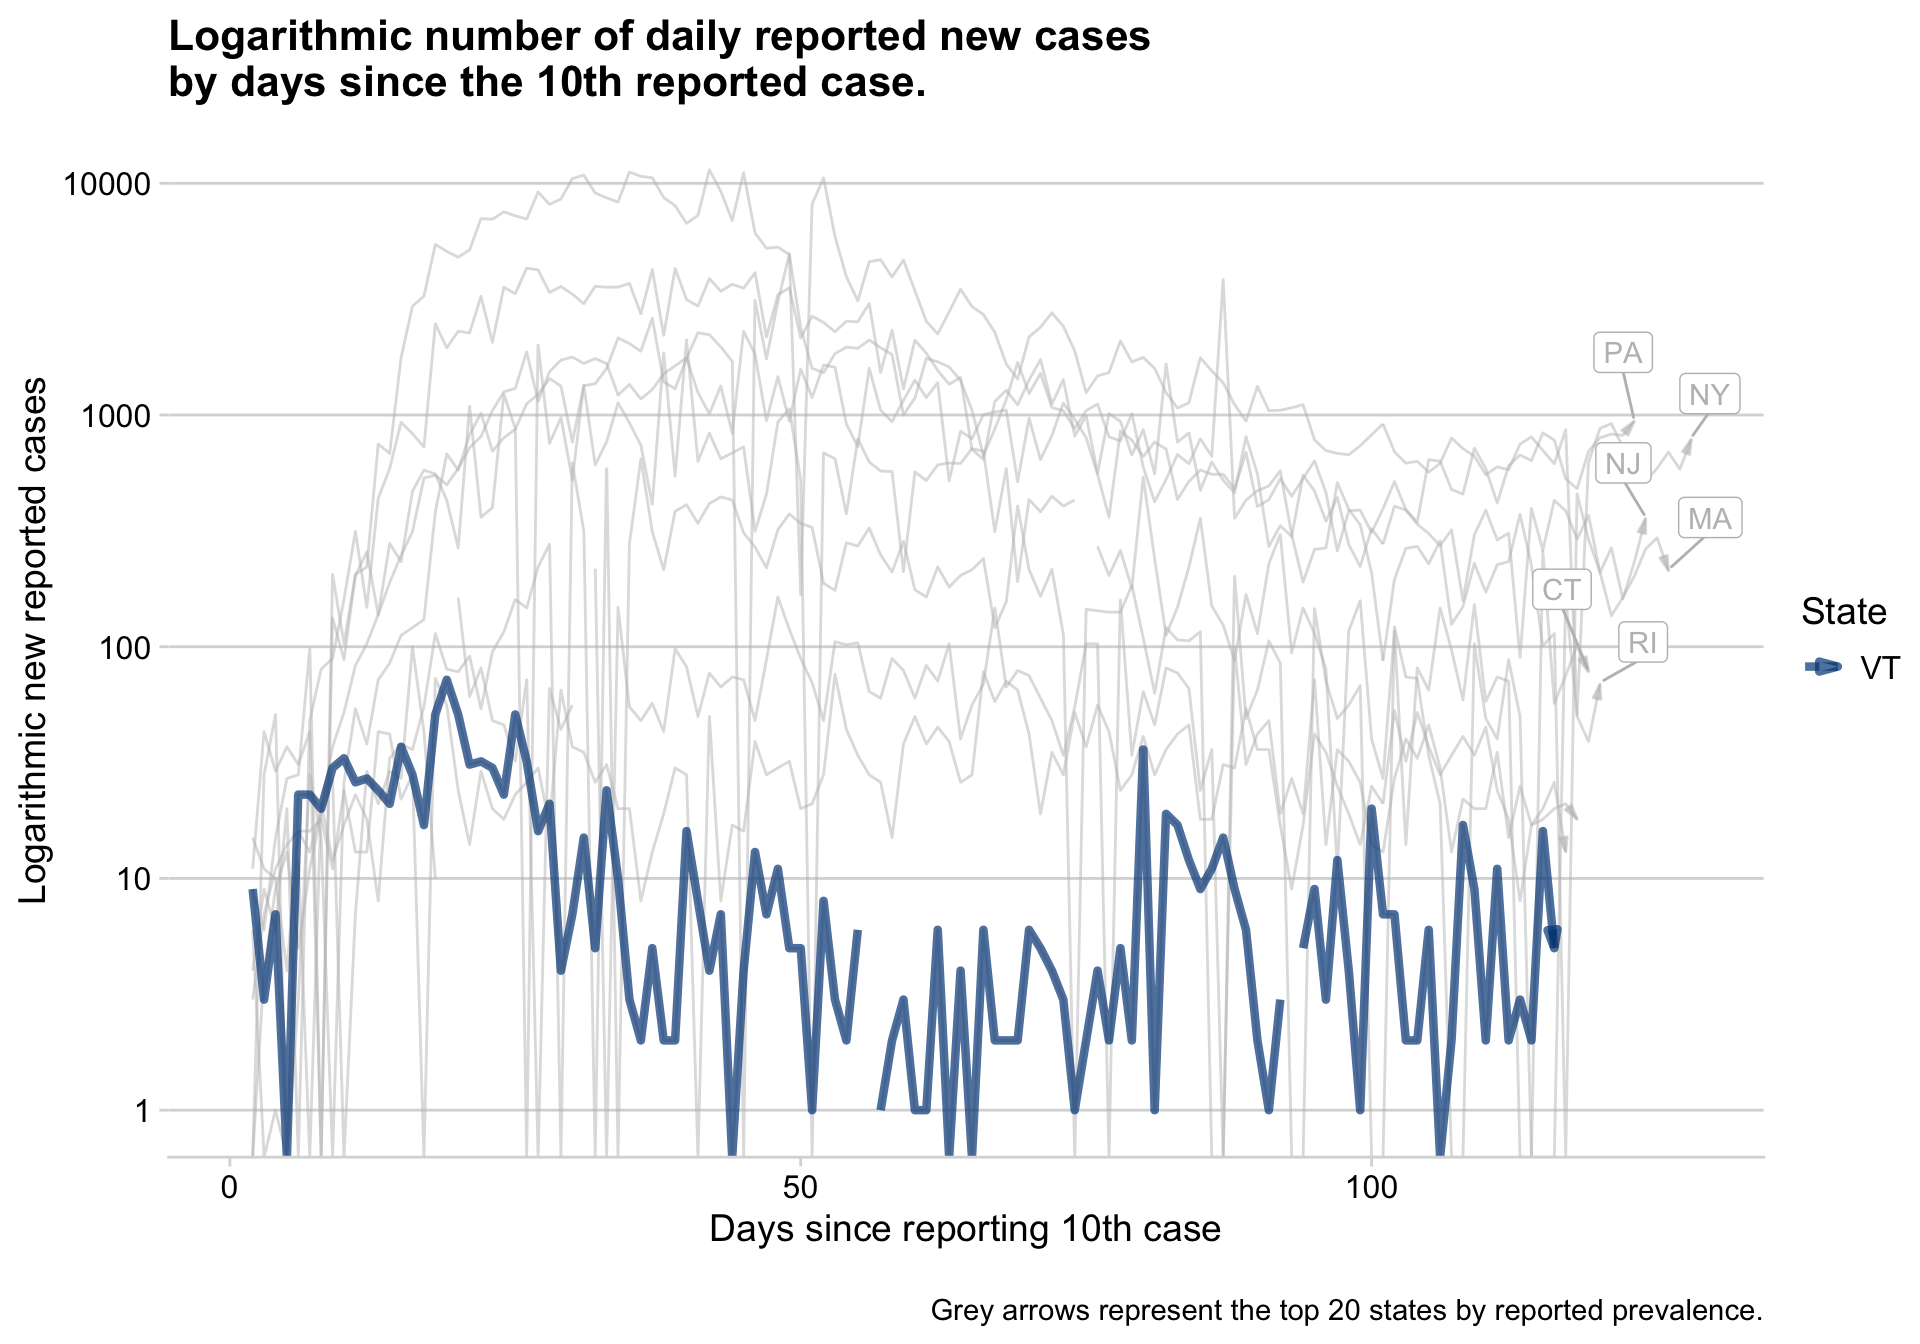 Logarithmic number of daily reported new cases
by days since the 10th reported case.
Logarithmic new reported cases
10000
1000
100
10
1
PA
NY
NJ
MA
CT
RI
State
VT
0
50
100
Days since reporting 10th case
Grey arrows represent the top 20 states by reported prevalence.